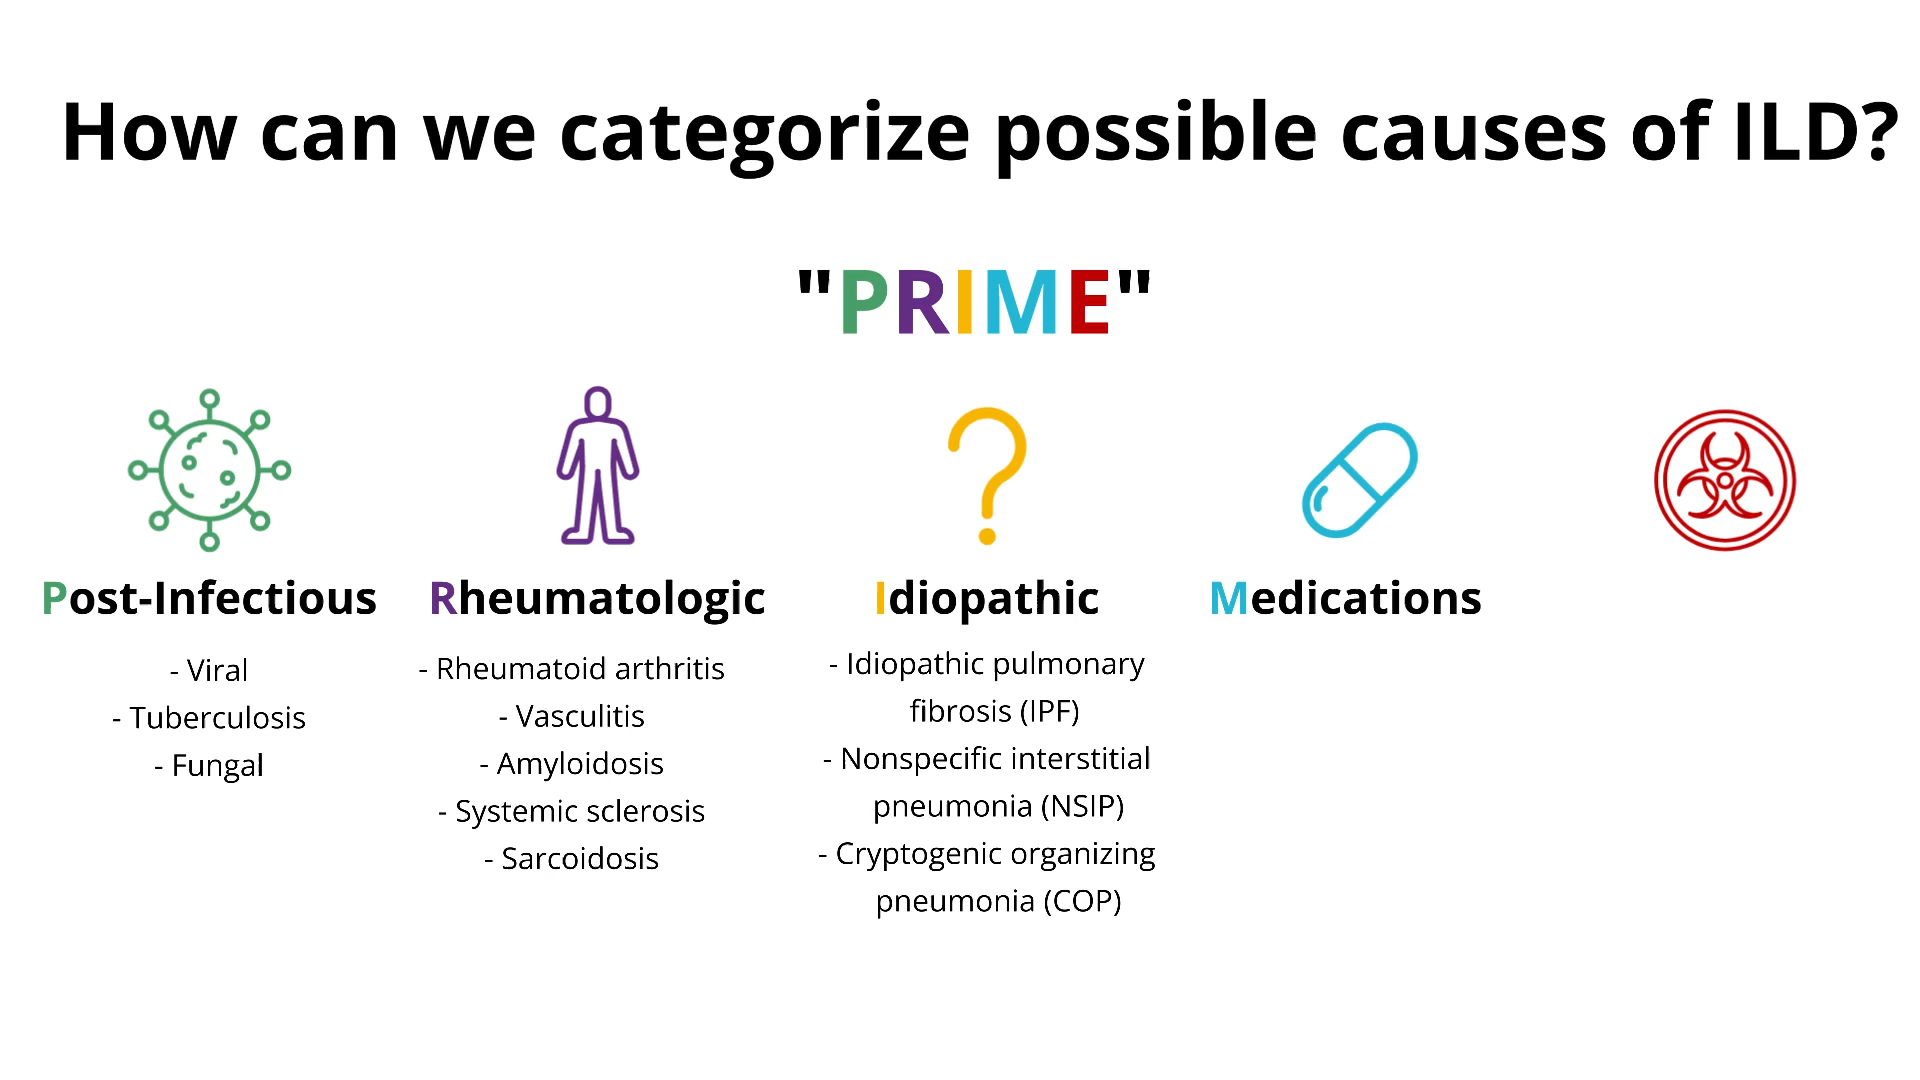 How can we categorize possible causes of ILD?
"PRIME"
Post-Infectious
- Viral
- Tuberculosis
- Fungal
Rheumatologic
- Rheumatoid arthritis
- Vasculitis
- Amyloidosis
- Systemic sclerosis
- Sarcoidosis
Idiopathic
- Idiopathic pulmonary
fibrosis (IPF)
- Nonspecific interstitial
pneumonia (NSIP)
- Cryptogenic organizing
pneumonia (COP)
Medications